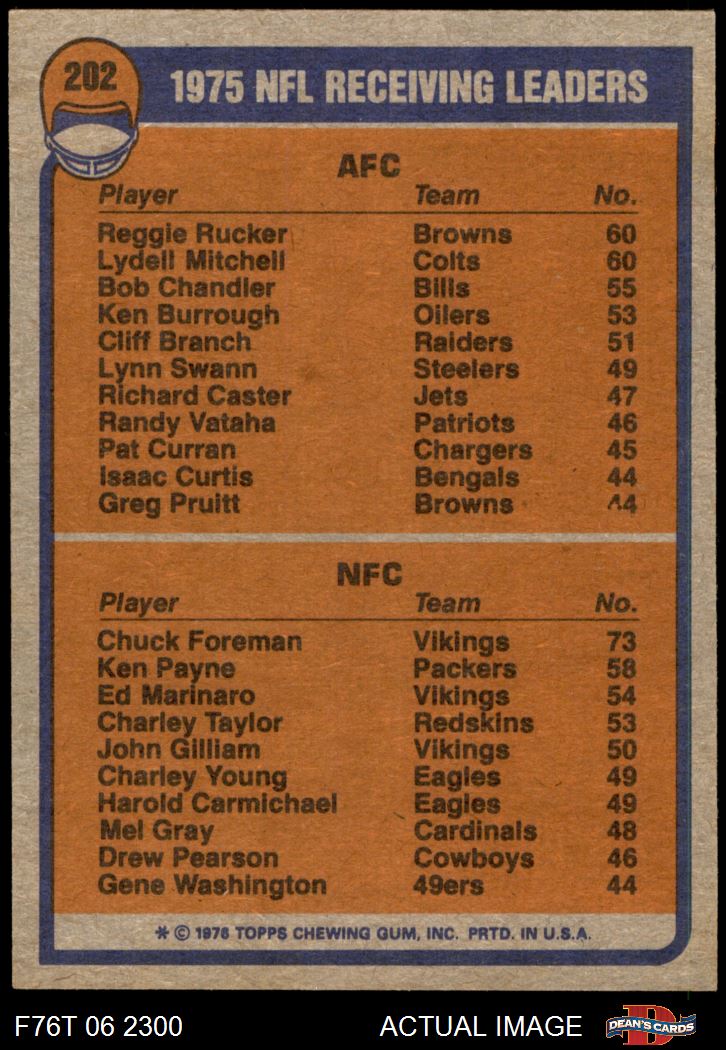 202
1975 NFL RECEIVING LEADERS
AFC
Player Team No.
Reggie Rucker Browns 60
Lydell Mitchell Colts 60
Bob Chandler Bills 55
Ken Burrough Oilers 53
Cliff Branch Raiders 51
Lynn Swann Steelers 49
Richard Caster Jets 47
Randy Vataha Patriots 46
Pat Curran Chargers 45
Isaac Curtis Bengals 44
Greg Pruitt Browns 44
NFC
Player Team No.
Chuck Foreman Vikings 73
Ken Payne Packers 58
Ed Marinaro Vikings 54
Charley Taylor Redskins 53
John Gilliam Vikings 50
Charley Young Eagles 49
Harold Carmichael Eagles 49
Mel Gray Cardinals 48
Drew Pearson Cowboys 46
Gene Washington 49ers 44
* © 1976 TOPPS CHEWING GUM, INC. PRTD. IN U.S.A.
F76T 06 2300 ACTUAL IMAGE D DEAN'S CARDS